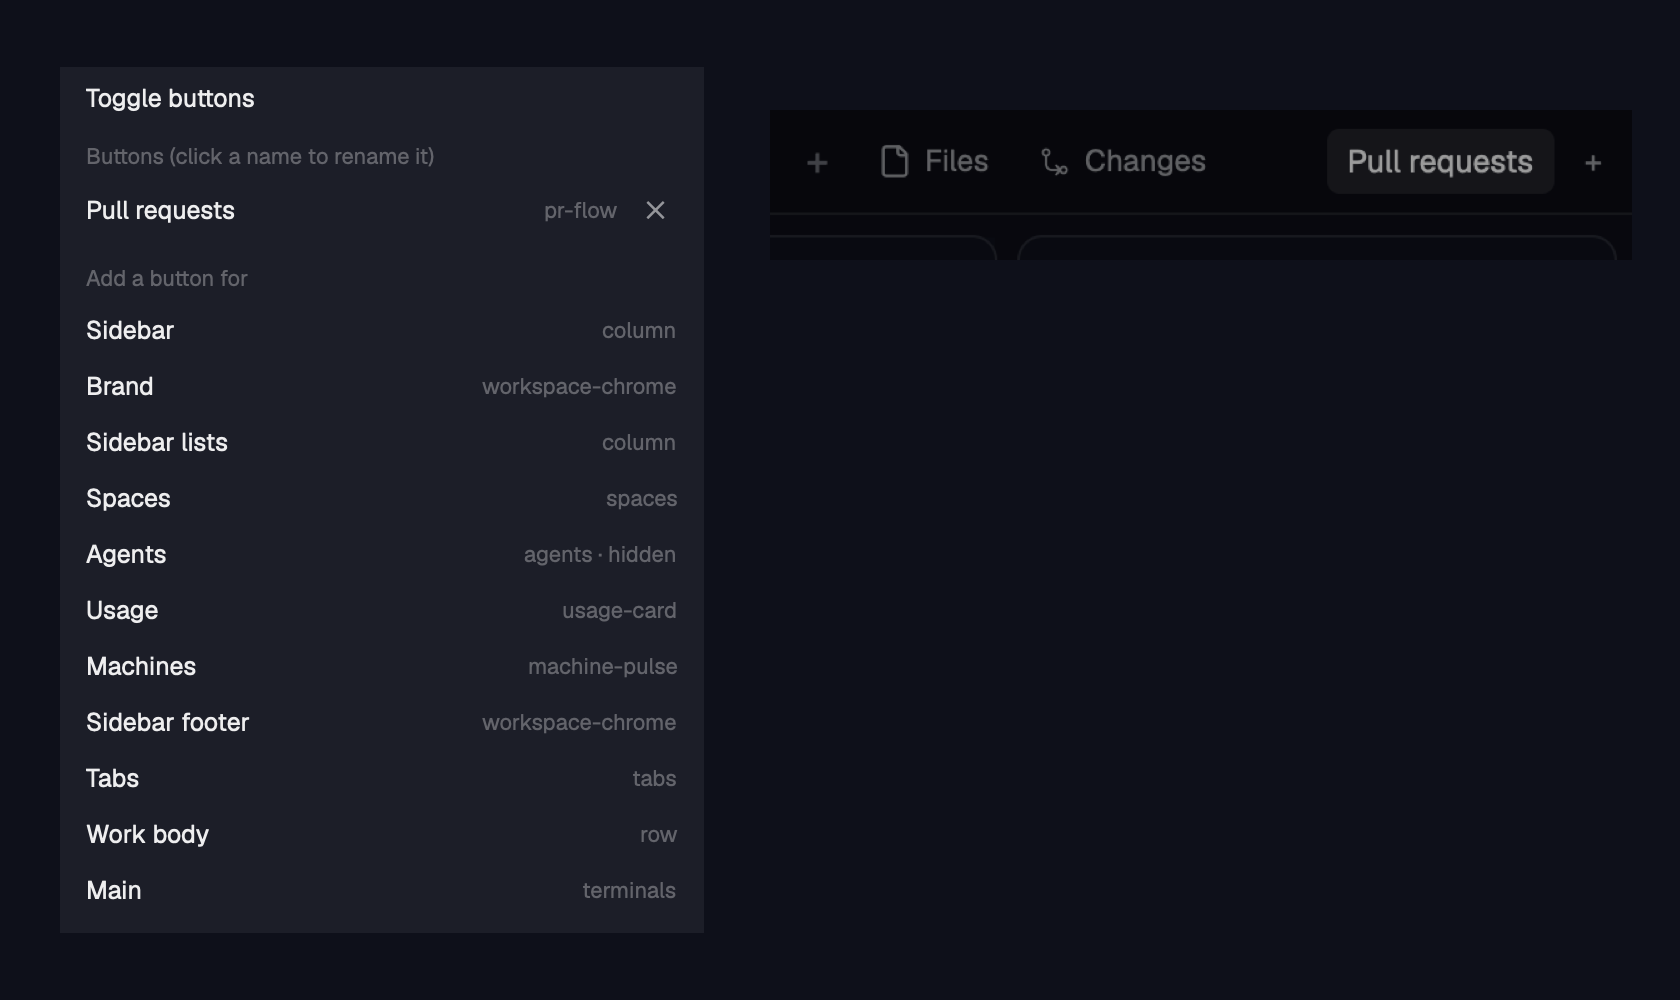 Toggle buttons
Buttons (click a name to rename it)
Pull requests pr-flow
Add a button for
Sidebar column
Brand workspace-chrome
Sidebar lists column
Spaces spaces
Agents agents · hidden
Usage usage-card
Machines machine-pulse
Sidebar footer workspace-chrome
Tabs tabs
Work body row
Main terminals
+ Files Changes Pull requests +